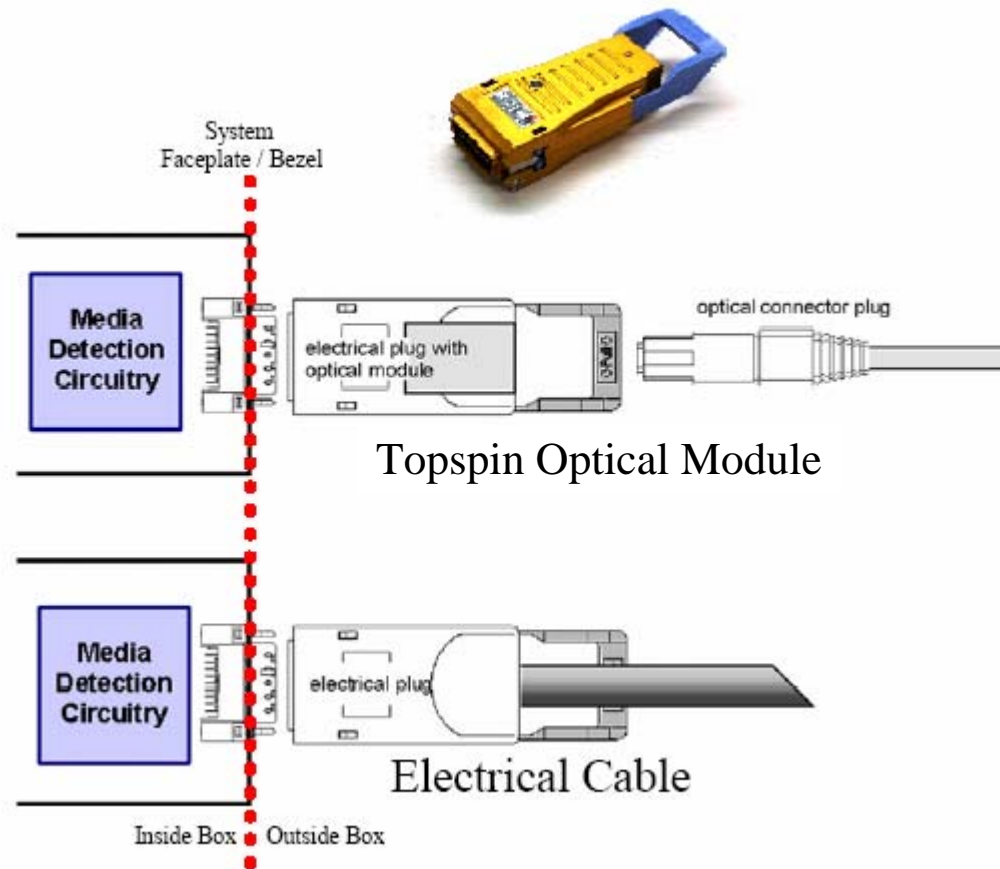 System
Faceplate / Bezel
Media
Detection
Circuitry
electrical plug with
optical module
optical connector plug
Topspin Optical Module
Media
Detection
Circuitry
electrical plug
Electrical Cable
Inside Box
Outside Box